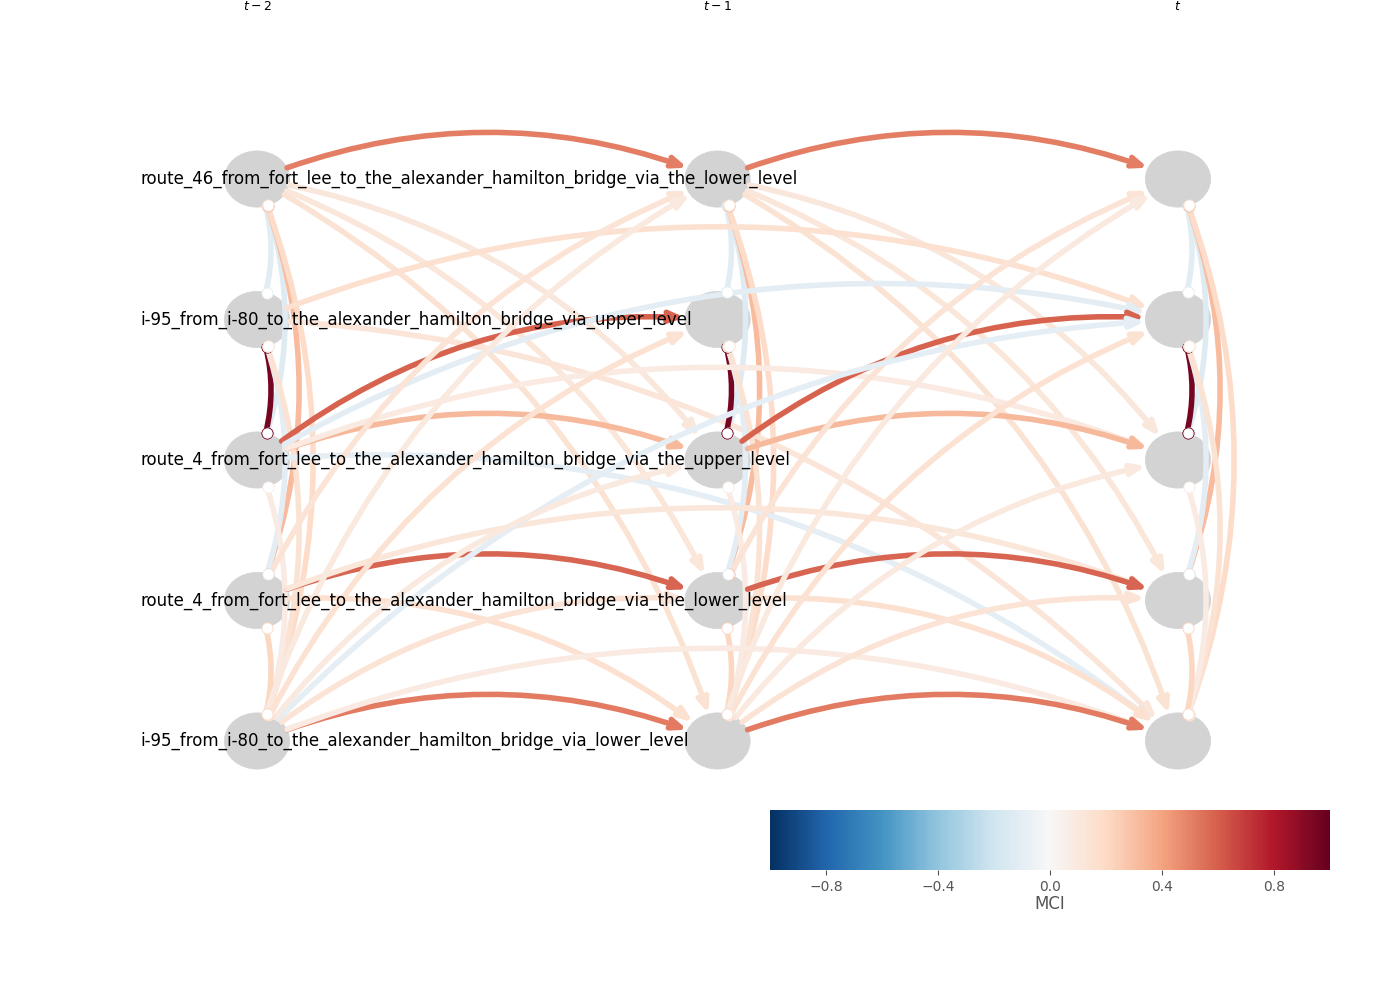 t − 2 t − 1 t
route_46_from_fort_lee_to_the_alexander_hamilton_bridge_via_the_lower_level
i-95_from_i-80_to_the_alexander_hamilton_bridge_via_upper_level
route_4_from_fort_lee_to_the_alexander_hamilton_bridge_via_the_upper_level
route_4_from_fort_lee_to_the_alexander_hamilton_bridge_via_the_lower_level
i-95_from_i-80_to_the_alexander_hamilton_bridge_via_lower_level
−0.8 −0.4 0.0 0.4 0.8
MCI